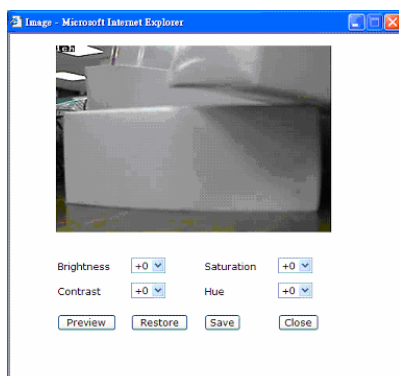 Image - Microsoft Internet Explorer
Brightness +0 Saturation +0
Contrast +0 Hue +0
Preview Restore Save Close